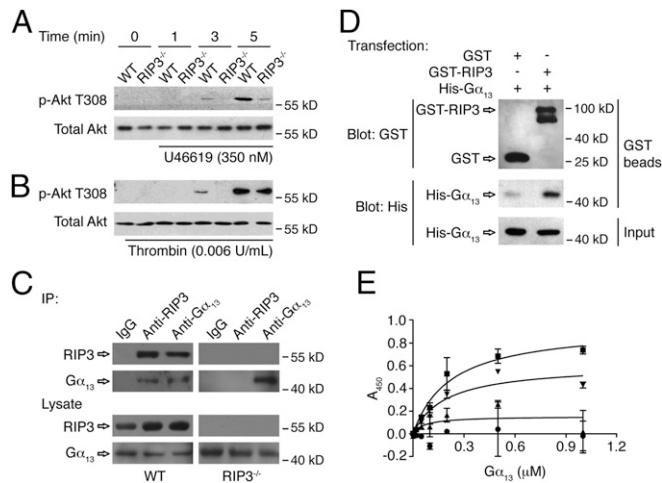 A
Time (min) 0 1 3 5
WT RIP3-/- WT RIP3-/- WT RIP3-/- WT RIP3-/-
p-Akt T308
55 kD
Total Akt
55 kD
U46619 (350 nM)
B
p-Akt T308
55 kD
Total Akt
55 kD
Thrombin (0.006 U/mL)
C
IP:
IgG Anti-RIP3 Anti-Gα13 IgG Anti-RIP3 Anti-Gα13
RIP3
55 kD
Gα13
40 kD
Lysate
RIP3
55 kD
Gα13
40 kD
WT RIP3-/-
D
Transfection:
GST + -
GST-RIP3 - +
His-Gα13 + +
GST-RIP3
100 kD
Blot: GST
40 kD
GST
25 kD
GST beads
Blot: His
His-Gα13
40 kD
His-Gα13
40 kD
Input
E
A450
1.0
0.8
0.6
0.4
0.2
0.0
-0.2
0.0 0.3 0.6 0.9 1.2
Gα13 (μM)